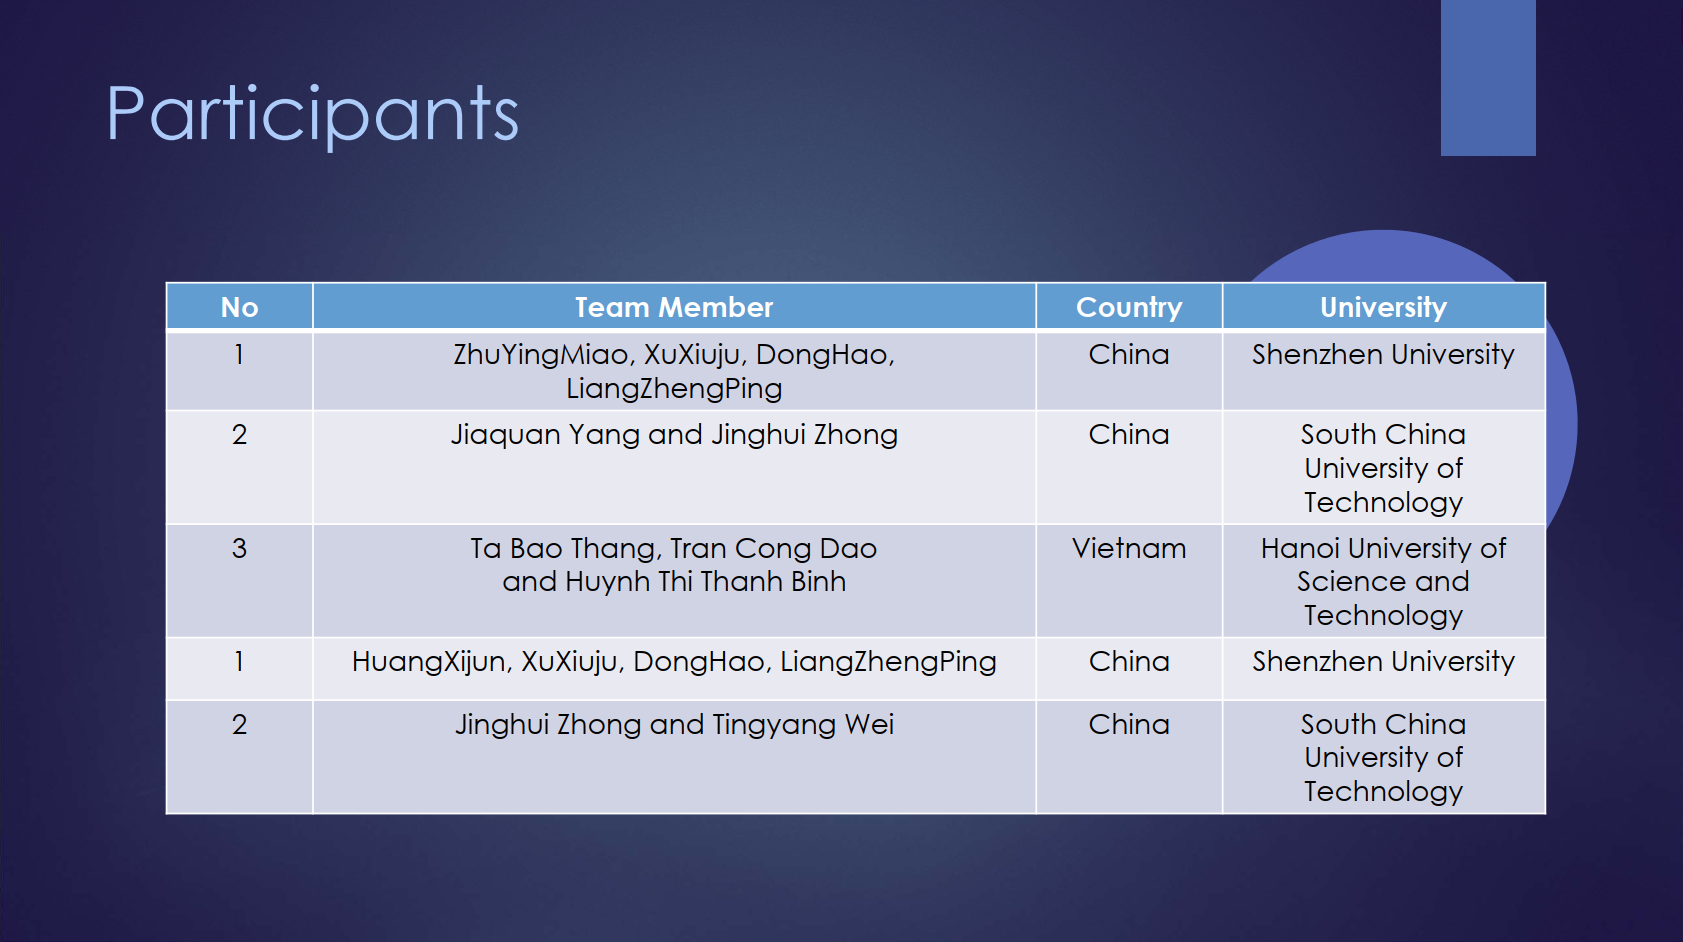 Participants
No Team Member Country University
1 ZhuYingMiao, XuXiuju, DongHao, China Shenzhen University
LiangZhengPing
2 Jiaquan Yang and Jinghui Zhong China South China
University of
Technology
3 Ta Bao Thang, Tran Cong Dao Vietnam Hanoi University of
and Huynh Thi Thanh Binh Science and
Technology
1 HuangXijun, XuXiuju, DongHao, LiangZhengPing China Shenzhen University
2 Jinghui Zhong and Tingyang Wei China South China
University of
Technology